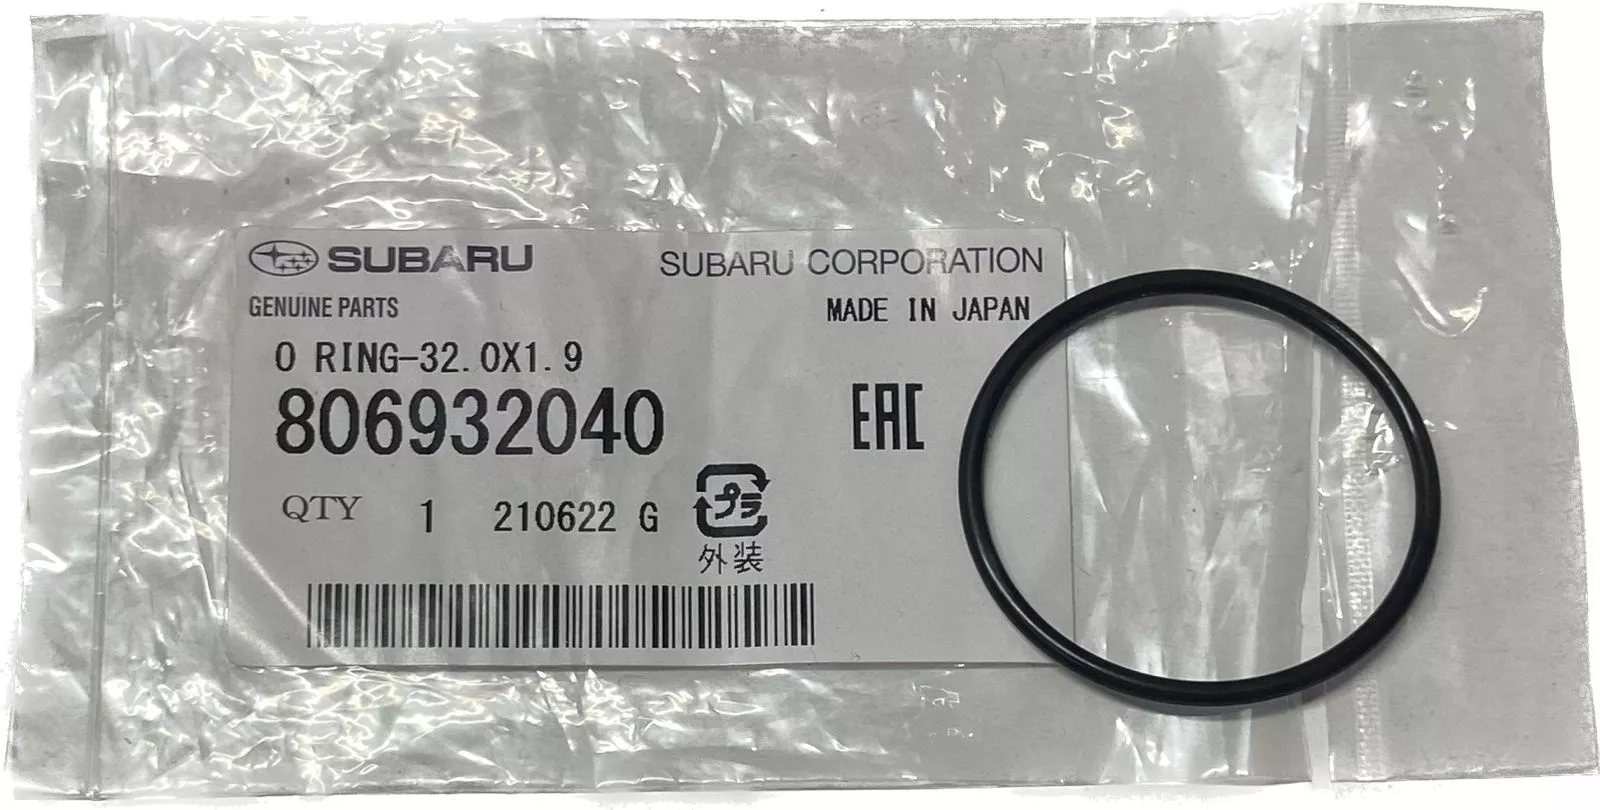 SUBARU SUBARU CORPORATION
GENUINE PARTS MADE IN JAPAN
O RING-32.0X1.9
806932040 EAC
QTY 1 210622 G プラ
外装